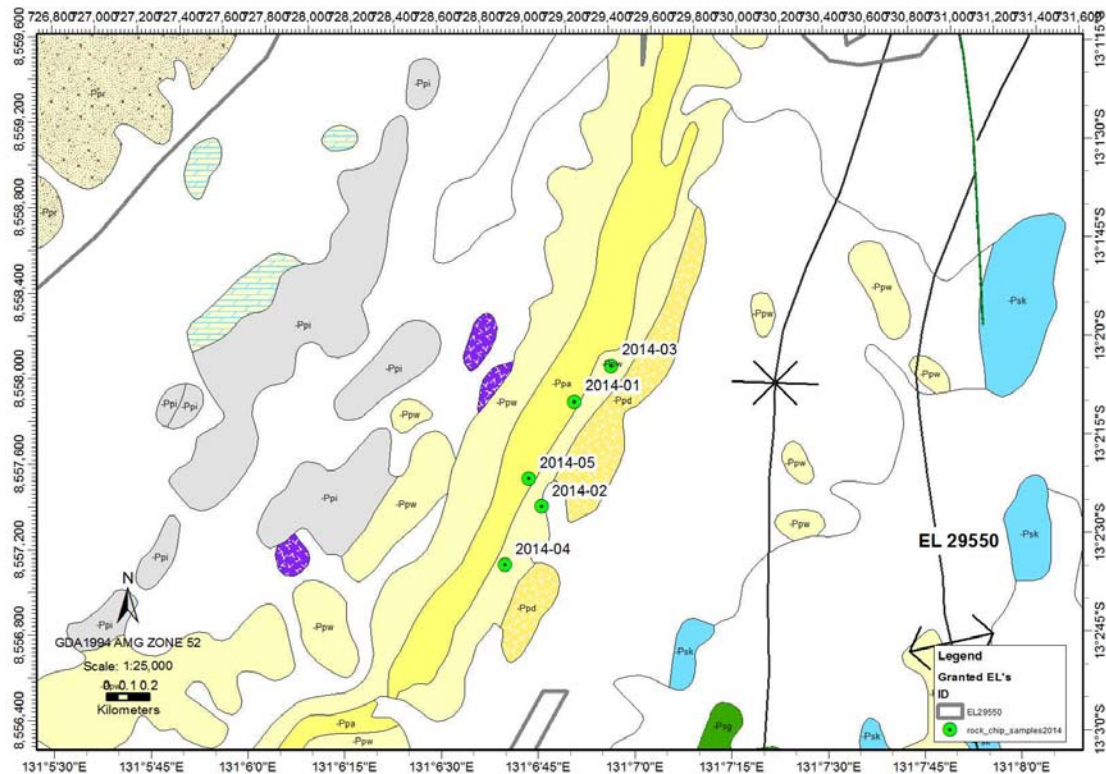 726,800 727,000 727,200 727,400 727,600 727,800 728,000 728,200 728,400 728,600 728,800 729,000 729,200 729,400 729,600 729,800 730,000 730,200 730,400 730,600 730,800 731,000 731,200 731,400 731,600
8,559,600
8,559,200
8,558,800
8,558,400
8,558,000
8,557,600
8,557,200
8,556,800
8,556,400
13°1'15"S
13°1'30"S
13°1'45"S
13°2'0"S
13°2'15"S
13°2'30"S
13°2'45"S
13°3'0"S
-Ppr
-Ppi
-Ppr
-Ppi
-Ppw
-Psk
-Ppw
2014-03
-Ppw
-Ppi
-Ppa
2014-01
-Ppw
-Ppi
-Ppi
-Ppw
-Ppw
-Ppd
2014-05
-Ppw
-Ppi
-Ppw
2014-02
-Ppw
-Psk
EL 29550
2014-04
-Ppi
-Ppi
-Ppw
-Ppd
N
GDA1994 AMG ZONE 52
Scale: 1:25,000
-Ppw
0 0.1 0.2
Kilometers
-Psk
-Ppa
-Ppw
-Psg
-Psk
Legend
Granted EL's
ID
EL29550
rock_chip_samples2014
131°5'30"E 131°5'45"E 131°6'0"E 131°6'15"E 131°6'30"E 131°6'45"E 131°7'0"E 131°7'15"E 131°7'30"E 131°7'45"E 131°8'0"E